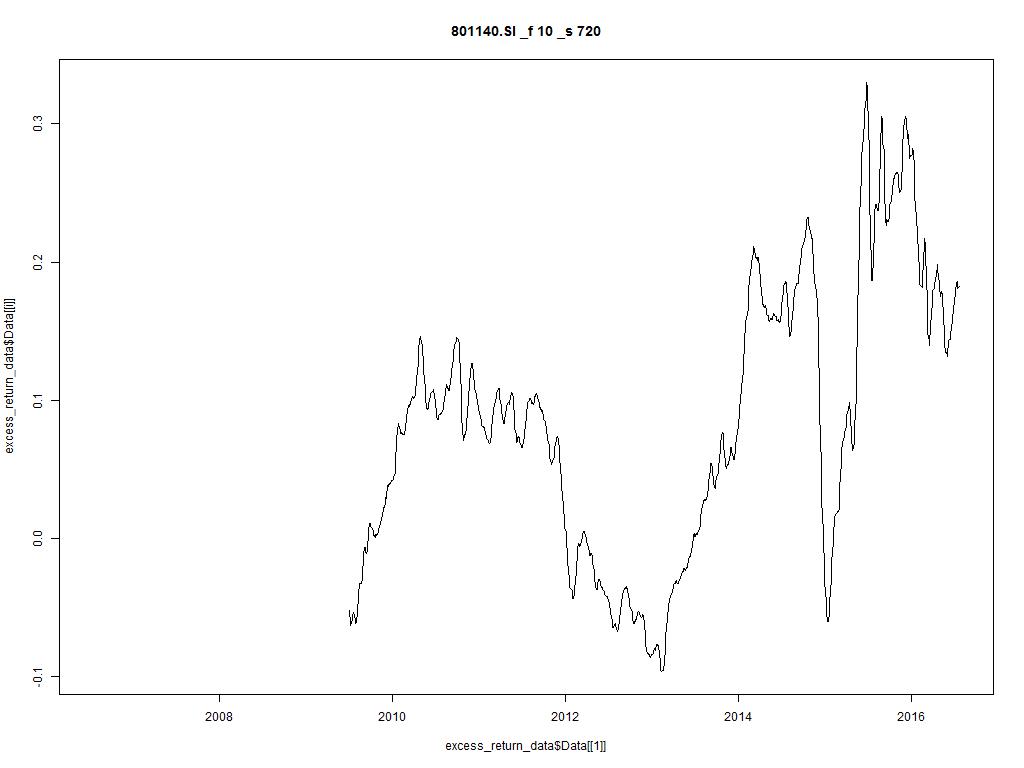 801140.SI _f 10 _s 720
excess_return_data$Data[[i]]
0.3
0.2
0.1
0.0
-0.1
2008 2010 2012 2014 2016
excess_return_data$Data[[1]]